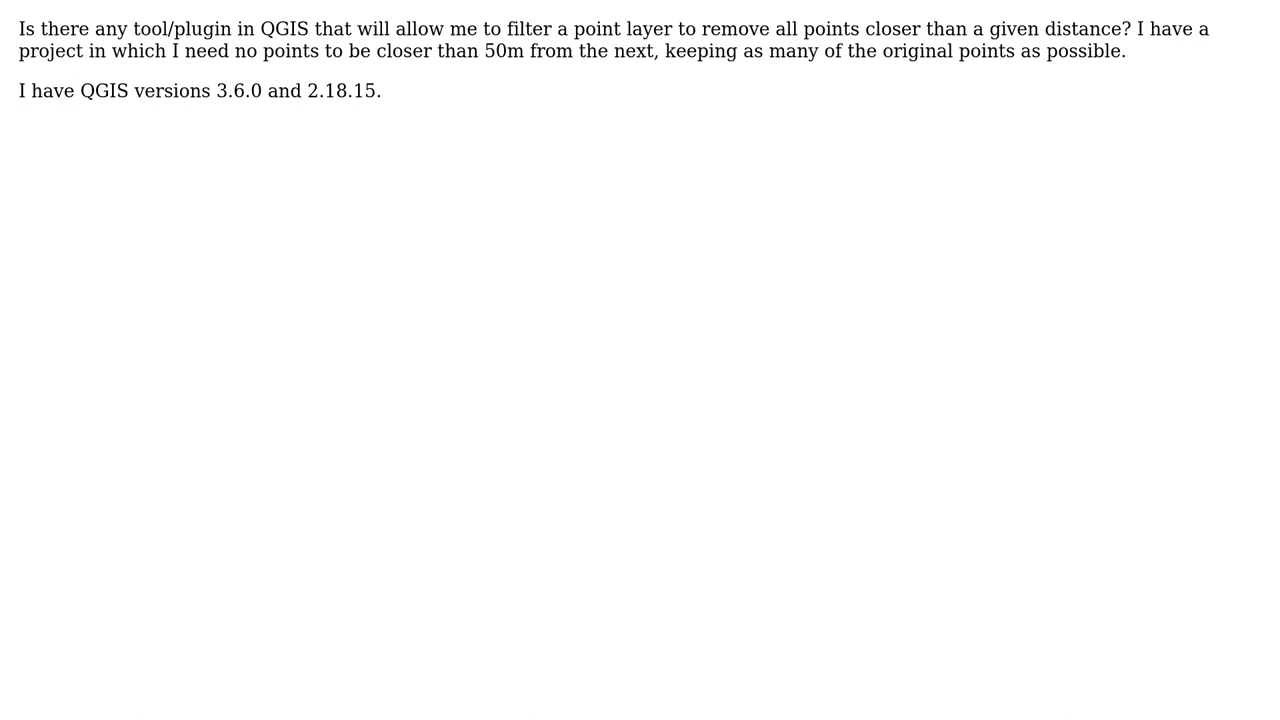 Is there any tool/plugin in QGIS that will allow me to filter a point layer to remove all points closer than a given distance? I have a
project in which I need no points to be closer than 50m from the next, keeping as many of the original points as possible.
I have QGIS versions 3.6.0 and 2.18.15.